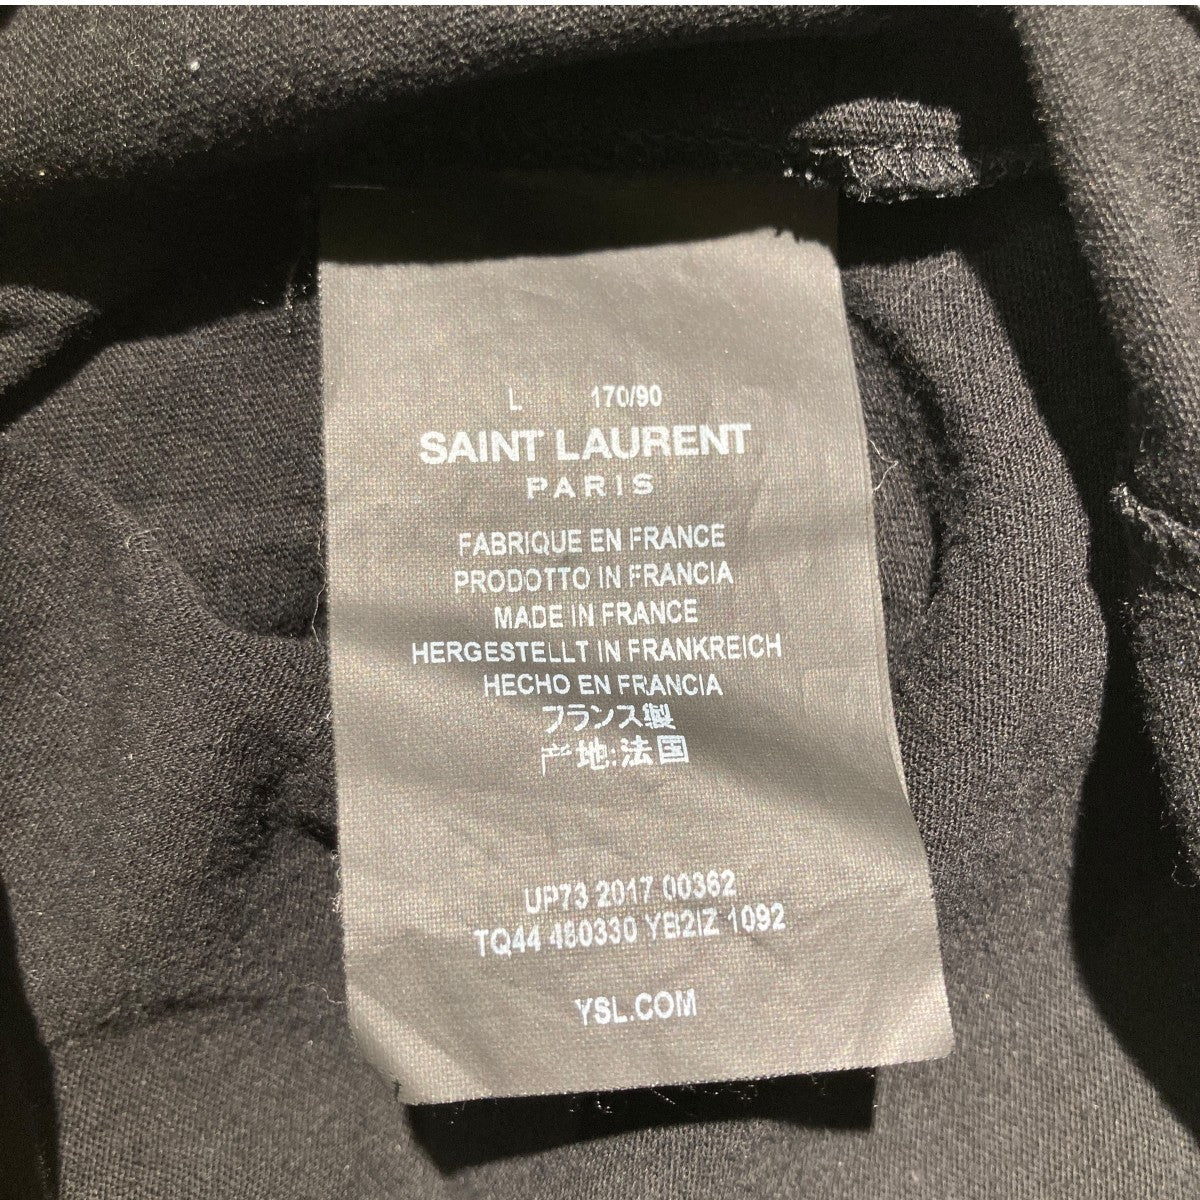 L 170/90
SAINT LAURENT
PARIS
FABRIQUE EN FRANCE
PRODOTTO IN FRANCIA
MADE IN FRANCE
HERGESTELLT IN FRANKREICH
HECHO EN FRANCIA
フランス製
产地:法国
UP73 2017 00362
TQ44 480330 YB2IZ 1092
YSL.COM